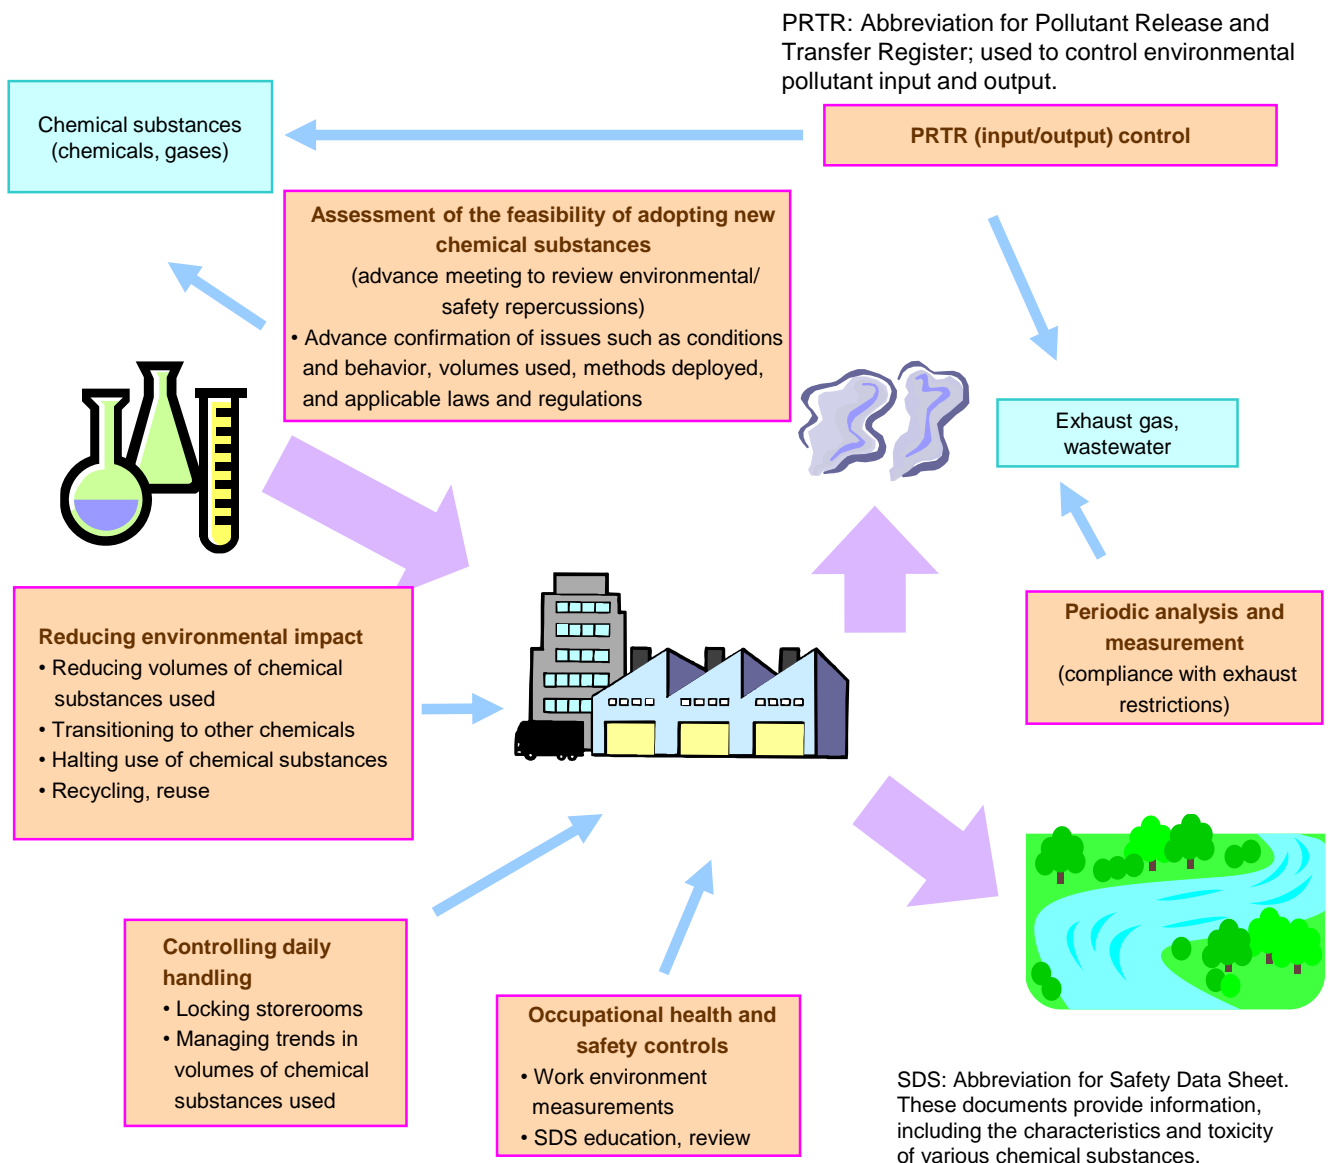 PRTR: Abbreviation for Pollutant Release and
Transfer Register; used to control environmental
pollutant input and output.
Chemical substances
(chemicals, gases)
PRTR (input/output) control
Assessment of the feasibility of adopting new
chemical substances
(advance meeting to review environmental/
safety repercussions)
• Advance confirmation of issues such as conditions
and behavior, volumes used, methods deployed,
and applicable laws and regulations
Exhaust gas,
wastewater
Periodic analysis and
measurement
(compliance with exhaust
restrictions)
Reducing environmental impact
• Reducing volumes of chemical
substances used
• Transitioning to other chemicals
• Halting use of chemical substances
• Recycling, reuse
Controlling daily
handling
• Locking storerooms
• Managing trends in
volumes of chemical
substances used
Occupational health and
safety controls
• Work environment
measurements
• SDS education, review
SDS: Abbreviation for Safety Data Sheet.
These documents provide information,
including the characteristics and toxicity
of various chemical substances.